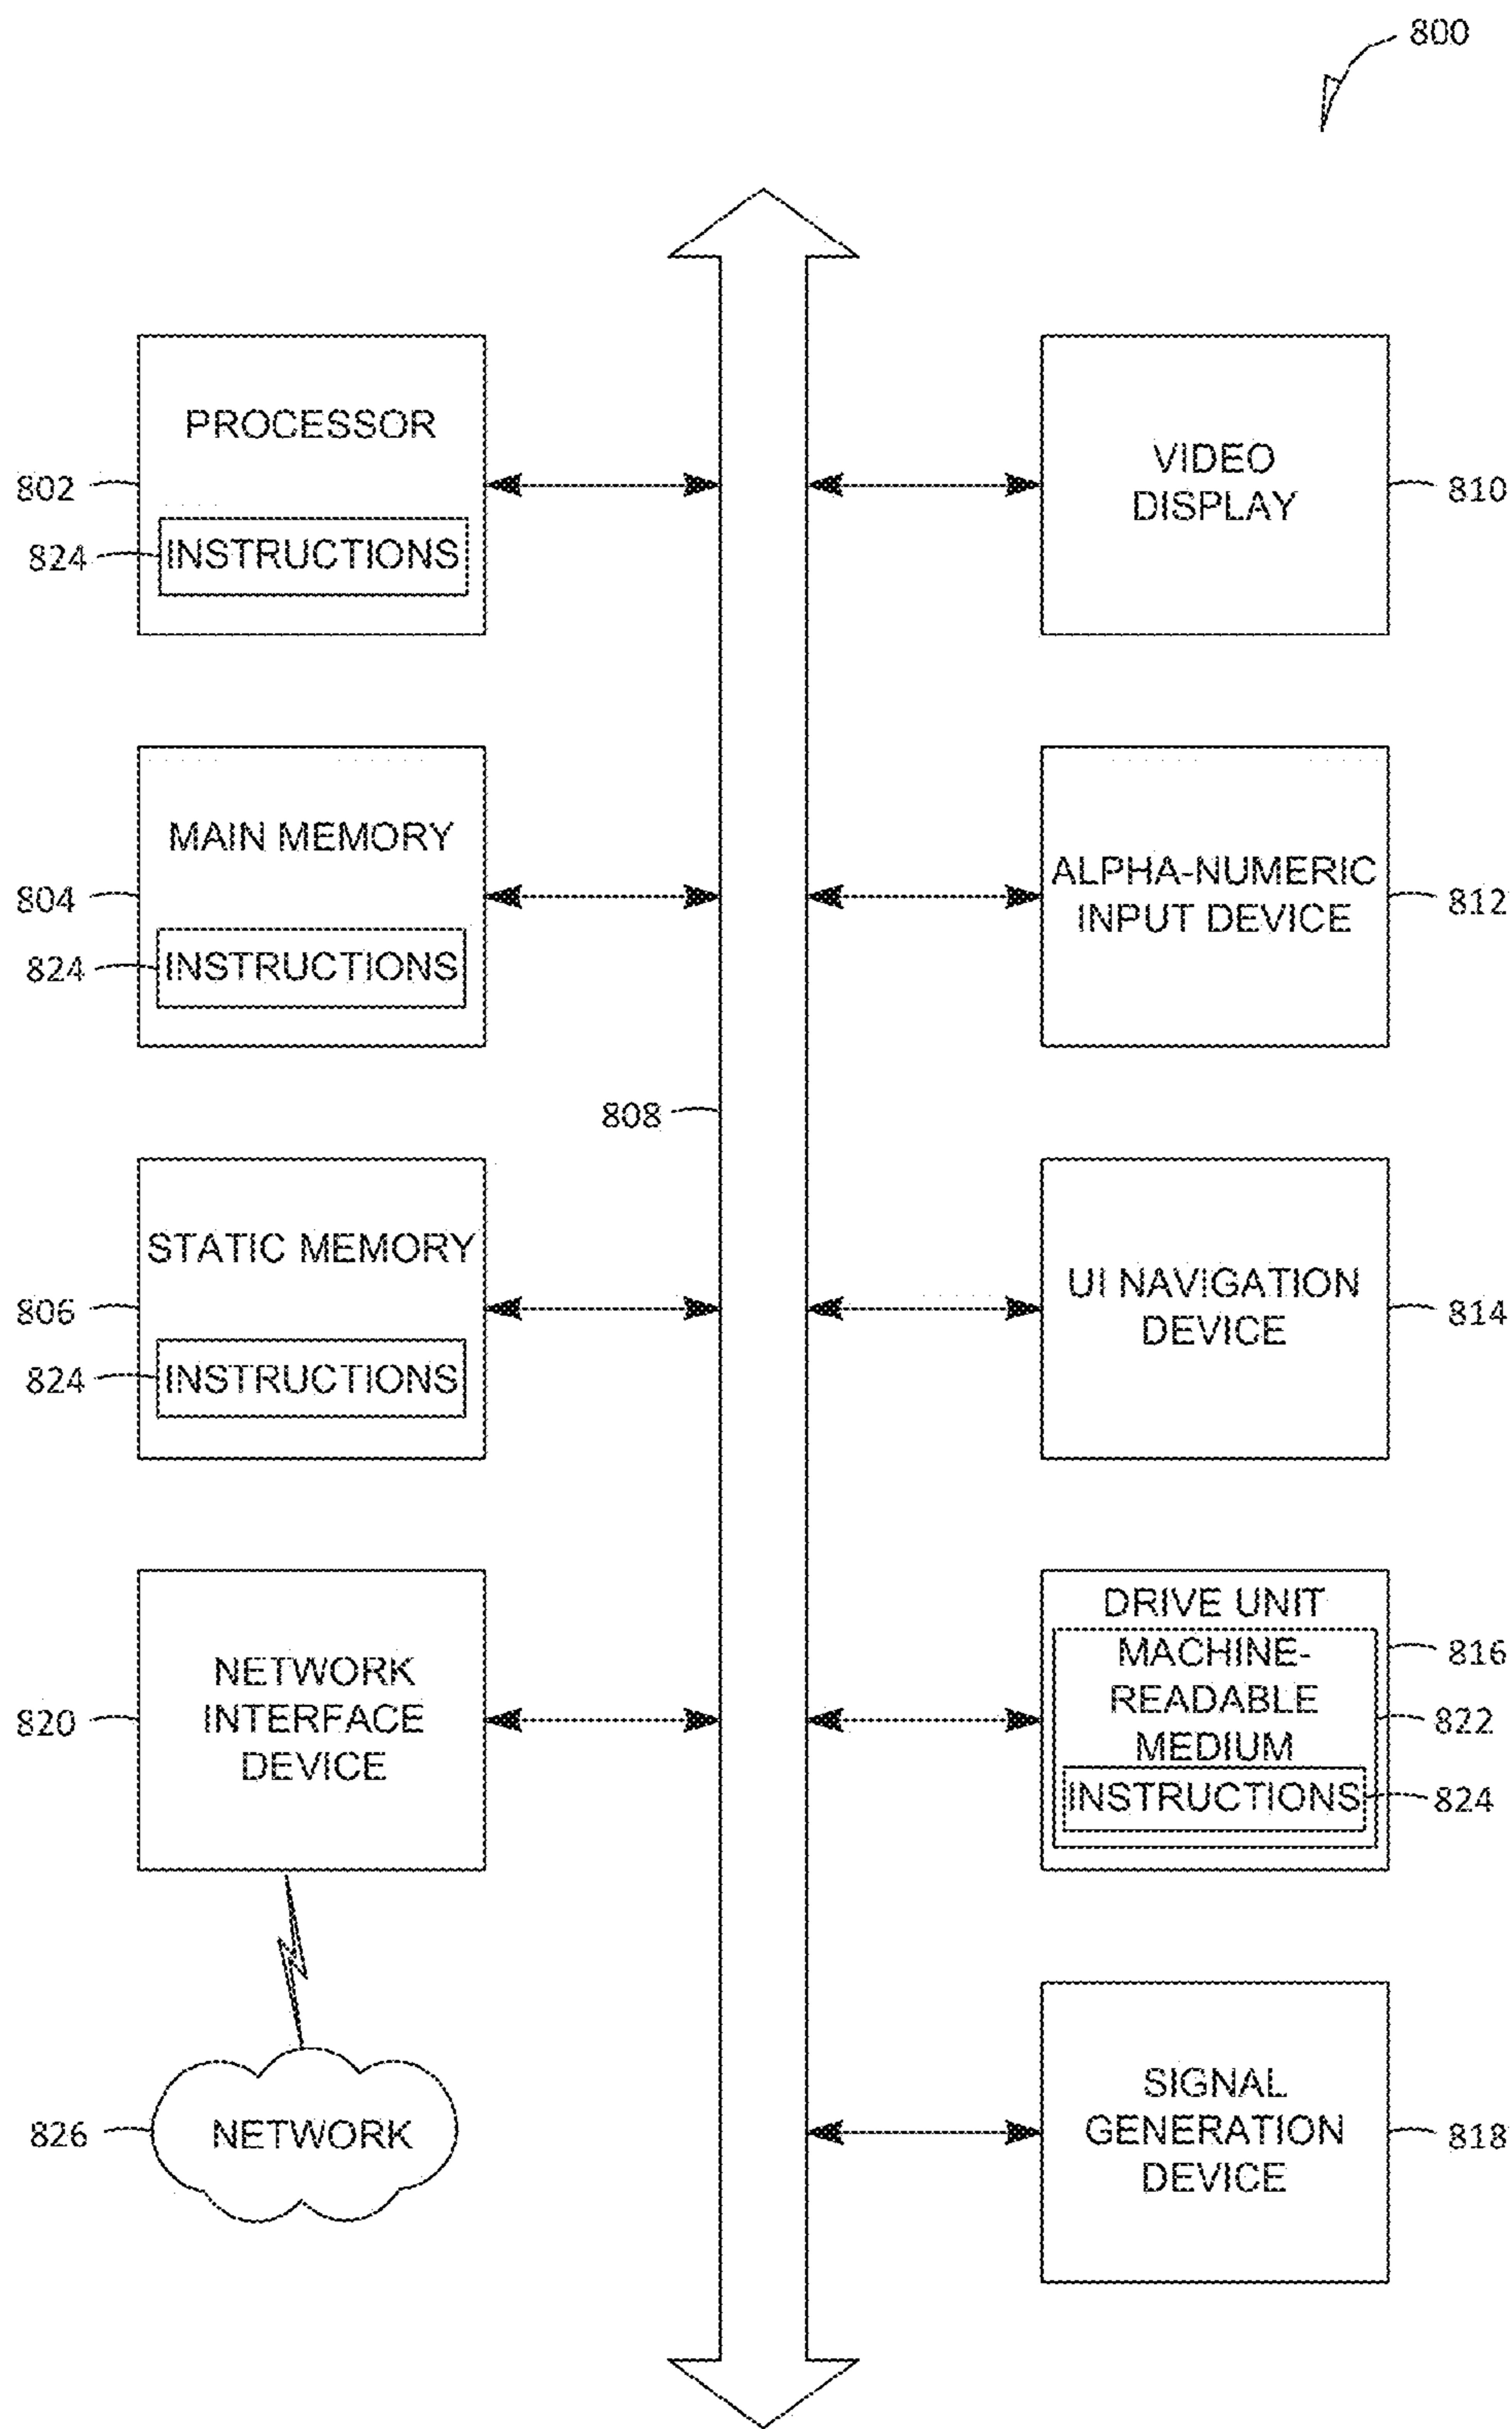 800
PROCESSOR
802
824
INSTRUCTIONS
VIDEO
DISPLAY
810
MAIN MEMORY
804
824
INSTRUCTIONS
ALPHA-NUMERIC
INPUT DEVICE
812
808
STATIC MEMORY
806
824
INSTRUCTIONS
UI NAVIGATION
DEVICE
814
NETWORK
INTERFACE
DEVICE
820
DRIVE UNIT
816
MACHINE-
READABLE
MEDIUM
822
INSTRUCTIONS
824
826
NETWORK
SIGNAL
GENERATION
DEVICE
818